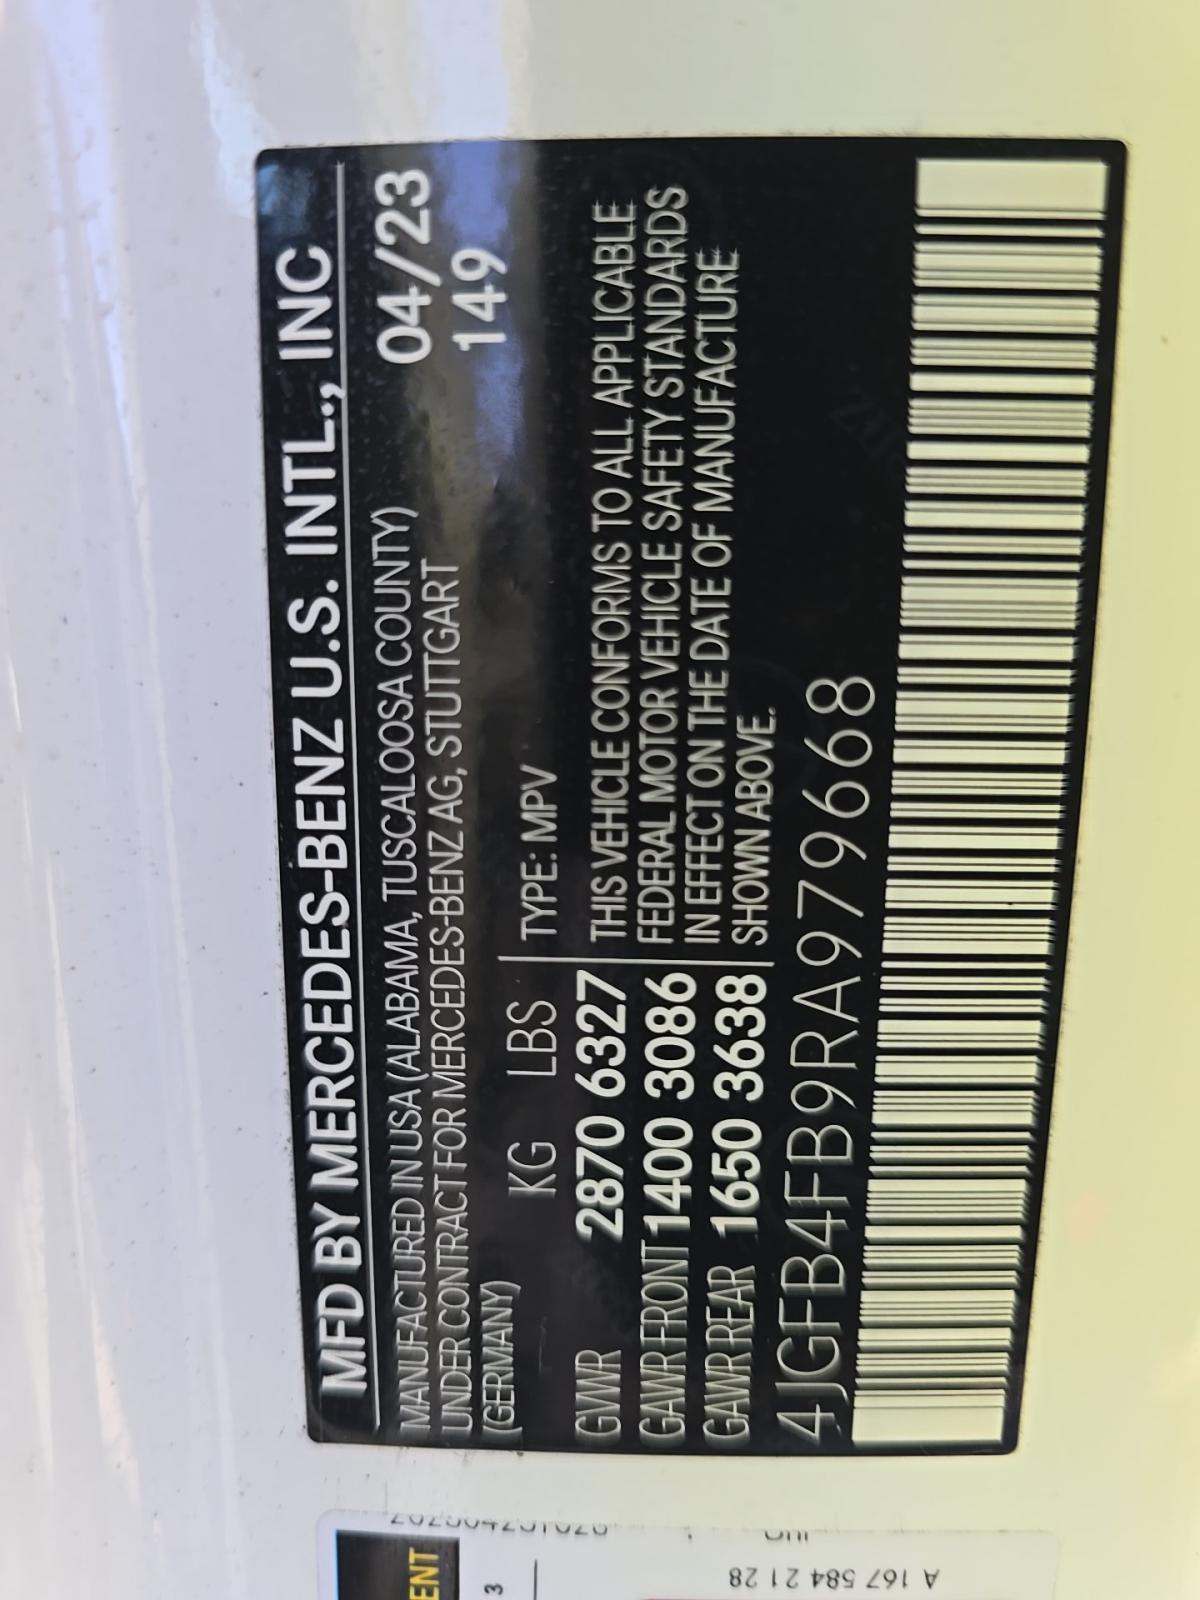 MFD BY MERCEDES-BENZ U.S. INTL., INC
MANUFACTURED IN USA (ALABAMA, TUSCALOOSA COUNTY) 04/23
UNDER CONTRACT FOR MERCEDES-BENZ AG, STUTTGART 149
(GERMANY)
KG LBS TYPE: MPV
GVWR 2870 6327
GAWR FRONT 1400 3086
GAWR REAR 1650 3638
THIS VEHICLE CONFORMS TO ALL APPLICABLE
FEDERAL MOTOR VEHICLE SAFETY STANDARDS
IN EFFECT ON THE DATE OF MANUFACTURE
SHOWN ABOVE.
4JGFB4FB9RA979668
ENT
3
A 167 584 21 28